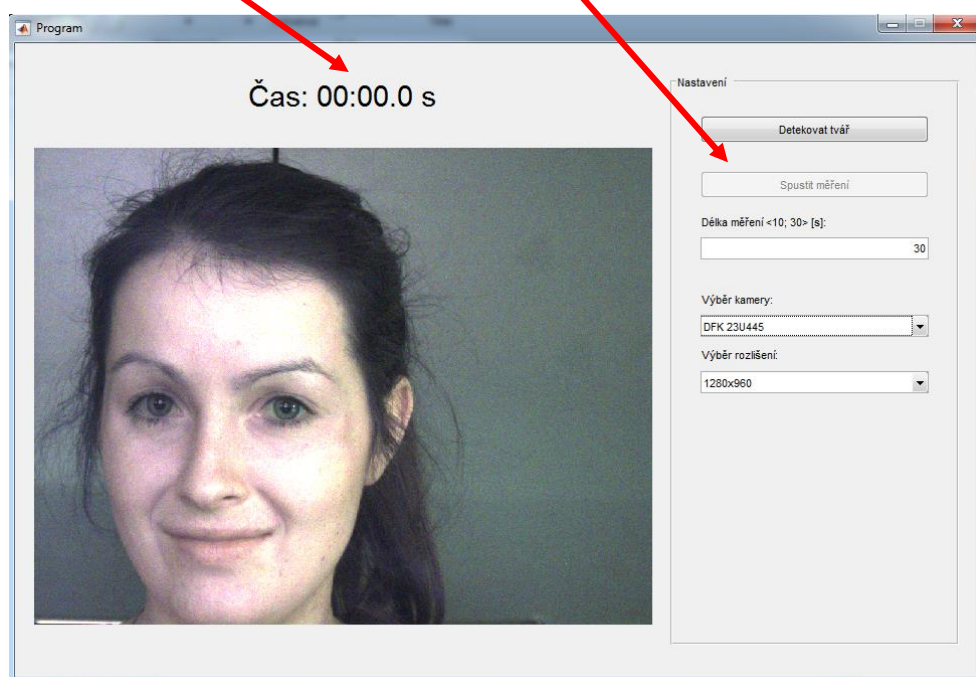 Program
Čas: 00:00.0 s
Nastavení
Detekovat tvář
Spustit měření
Délka měření <10; 30> [s]:
30
Výběr kamery:
DFK 23U445
Výběr rozlišení:
1280x960